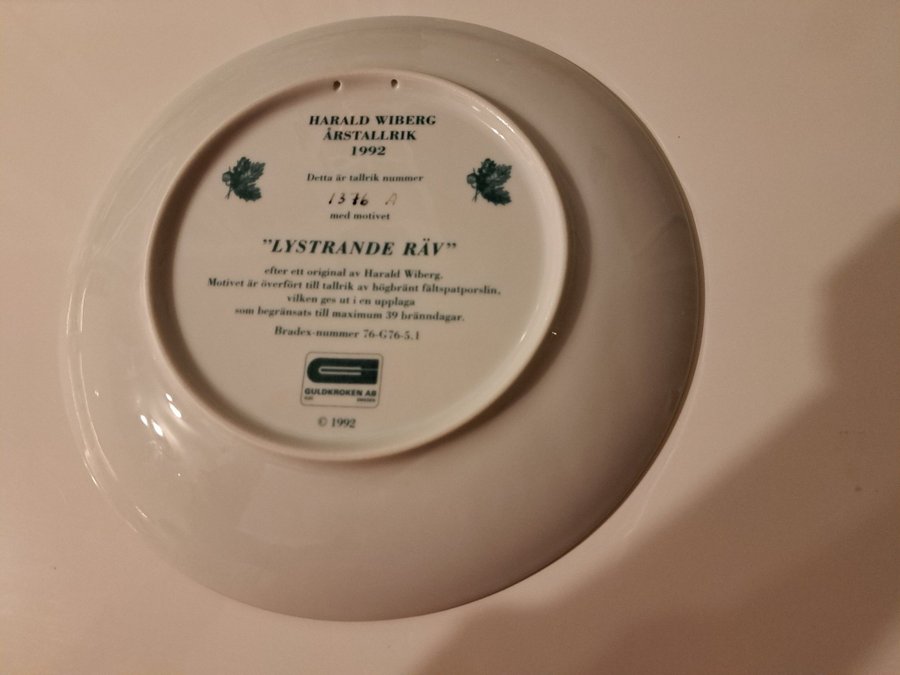 HARALD WIBERG
ÅRSTALLRIK
1992
Detta är tallrik nummer
1376 A
med motivet
"LYSTRANDE RÄV"
efter ett original av Harald Wiberg.
Motivet är överfört till tallrik av högbränt fältspatporslin,
vilken ges ut i en upplaga
som begränsats till maximum 39 bränndagar.
Bradex-nummer 76-G76-5.1
GULDKROKEN AB
SWEDEN
© 1992